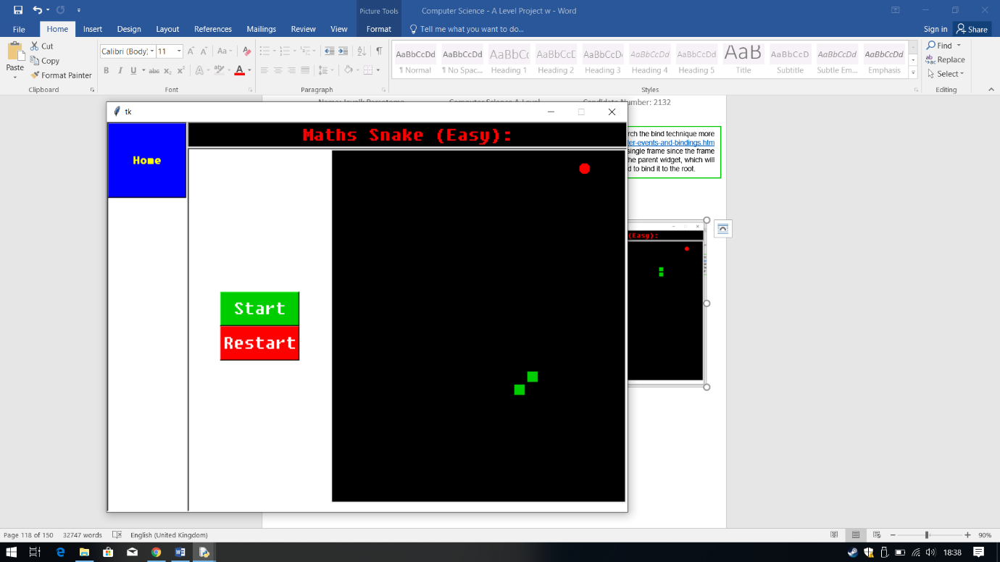 Picture Tools
Computer Science - A Level Project w - Word
File Home Insert Design Layout References Mailings Review View Format Tell me what you want to do...
Sign in Share
Paste
Cut
Copy
Format Painter
Clipboard
Calibri (Body) 11
Font
Paragraph
AaBbCcDd AaBbCcDd AaBbCc AaBbCcD AaBbCcDd AaBbCcDd AaBbCcDd AaB AaBbCcD AaBbCcDd AaBbCcDd
¶ Normal ¶ No Spac... Heading 1 Heading 2 Heading 3 Heading 4 Heading 5 Title Subtitle Subtle Em... Emphasis
Styles
Find
Replace
Select
Editing
Computer Science A Level
Candidate Number: 2132
tk
Home
Maths Snake (Easy):
Start
Restart
rch the bind technique more
er-events-and-bindings.htm
single frame since the frame
he parent widget, which will
d to bind it to the root.
(Easy):
Page 118 of 150 32747 words English (United Kingdom)
90%
18:38